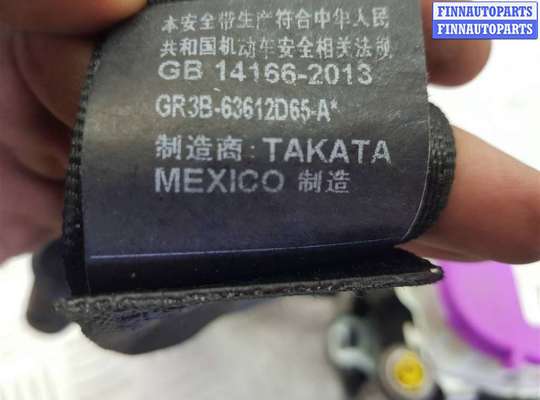 FINNAUTOPARTS
FINNAUTOPARTS
本安全带生产符合中华人民
共和国机动车安全相关法规
GB 14166-2013
GR3B-63612D65-A*
制造商: TAKATA
MEXICO 制造